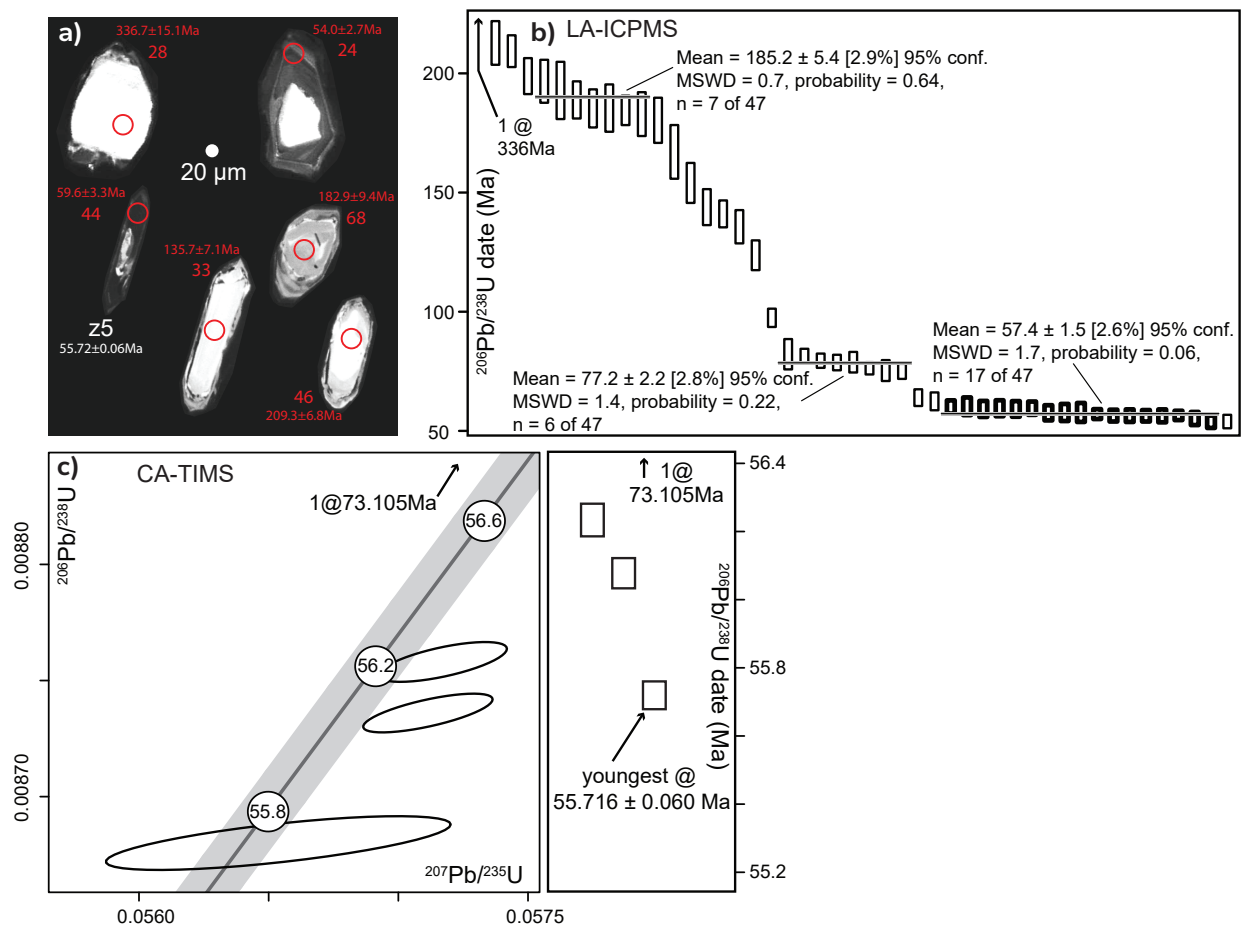 a)
336.7±15.1Ma
28
54.0±2.7Ma
24
20 µm
59.6±3.3Ma
44
182.9±9.4Ma
68
135.7±7.1Ma
33
z5
55.72±0.06Ma
46
209.3±6.8Ma
b) LA-ICPMS
Mean = 185.2 ± 5.4 [2.9%] 95% conf.
MSWD = 0.7, probability = 0.64,
n = 7 of 47
200
1 @
336Ma
150
206Pb/238U date (Ma)
100
Mean = 57.4 ± 1.5 [2.6%] 95% conf.
MSWD = 1.7, probability = 0.06,
n = 17 of 47
Mean = 77.2 ± 2.2 [2.8%] 95% conf.
MSWD = 1.4, probability = 0.22,
n = 6 of 47
50
c) CA-TIMS
1@73.105Ma
56.6
206Pb/238U
0.00880
56.2
0.00870
55.8
207Pb/235U
0.0560
0.0575
1@
73.105Ma
56.4
206Pb/238U date (Ma)
55.8
youngest @
55.716 ± 0.060 Ma
55.2